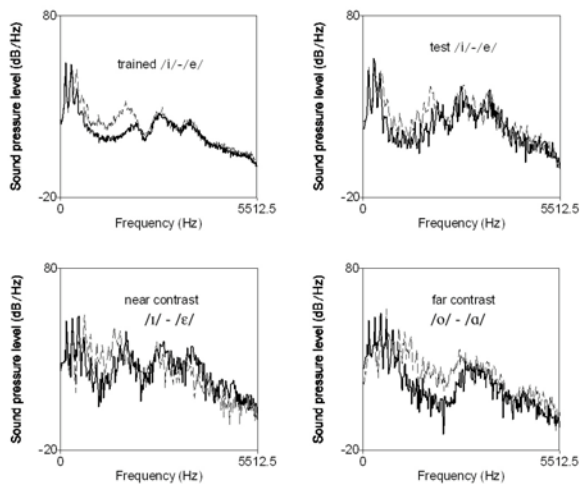 80
Sound pressure level (dB/Hz)
trained /i/-/e/
-20
0
5512.5
Frequency (Hz)
80
Sound pressure level (dB/Hz)
test /i/-/e/
-20
0
5512.5
Frequency (Hz)
80
Sound pressure level (dB/Hz)
near contrast
/ɪ/ - /ɛ/
-20
0
5512.5
Frequency (Hz)
80
Sound pressure level (dB/Hz)
far contrast
/o/ - /ɑ/
-20
0
5512.5
Frequency (Hz)